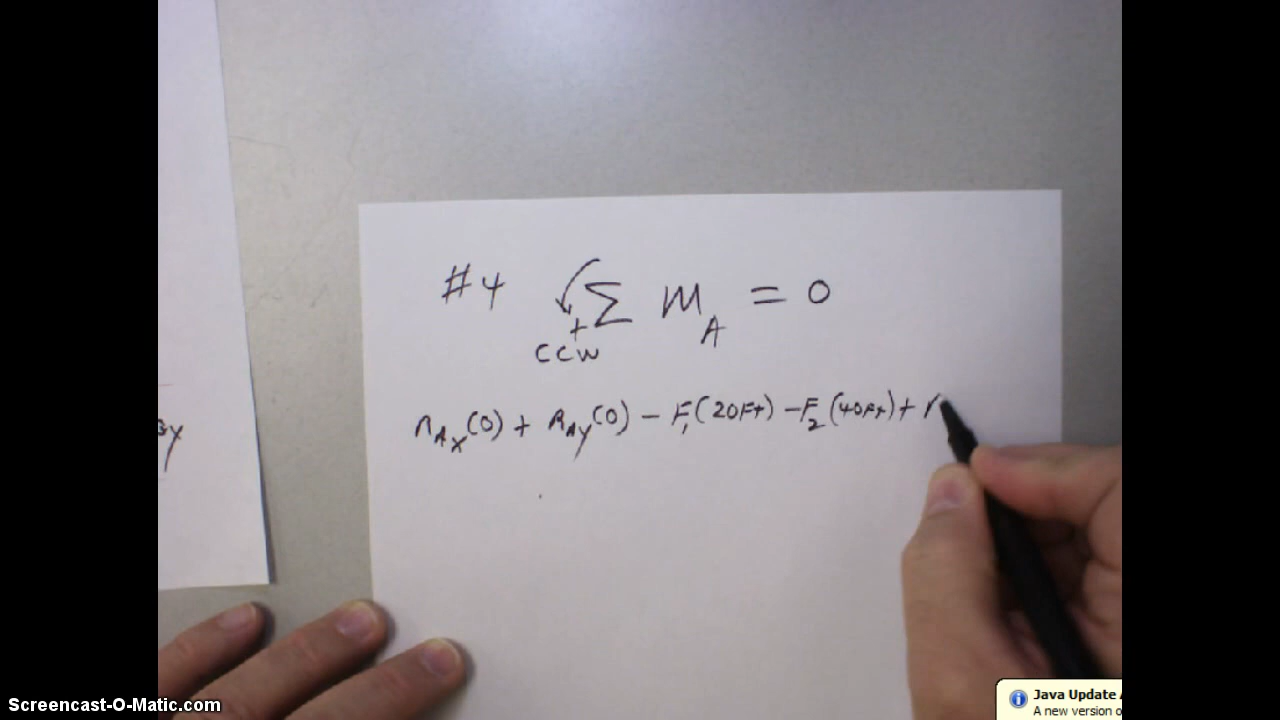 #4 + Σ M_A = 0
CCW
R_Ax(0) + R_Ay(0) - F_1(20Ft) - F_2(40Ft) +
By
Screencast-O-Matic.com
Java Update
A new version